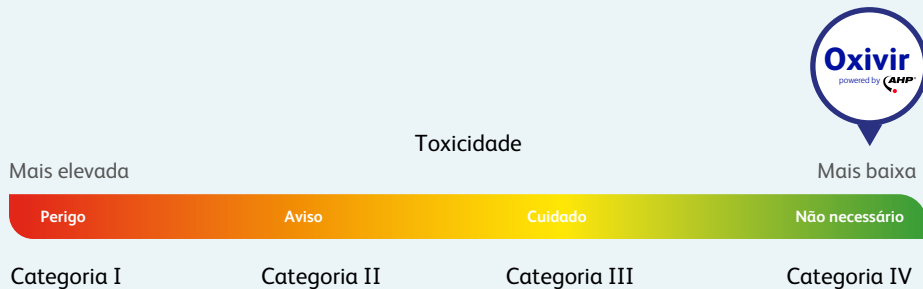 Oxivir
powered by AHP
Toxicidade
Mais elevada Mais baixa
Perigo Aviso Cuidado Não necessário
Categoria I Categoria II Categoria III Categoria IV